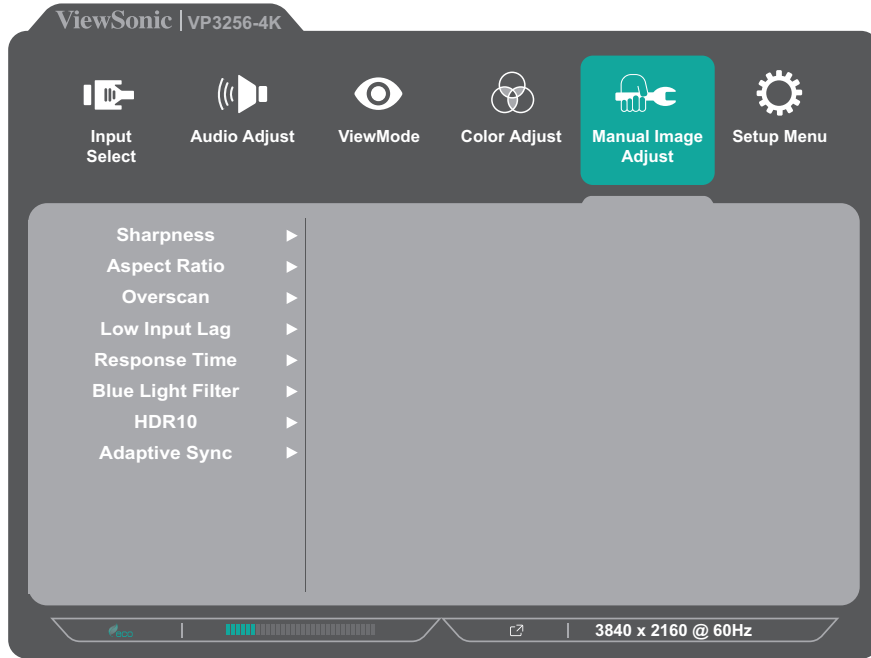 ViewSonic | VP3256-4K
Input Select
Audio Adjust
ViewMode
Color Adjust
Manual Image Adjust
Setup Menu
Sharpness
Aspect Ratio
Overscan
Low Input Lag
Response Time
Blue Light Filter
HDR10
Adaptive Sync
eco
3840 x 2160 @ 60Hz